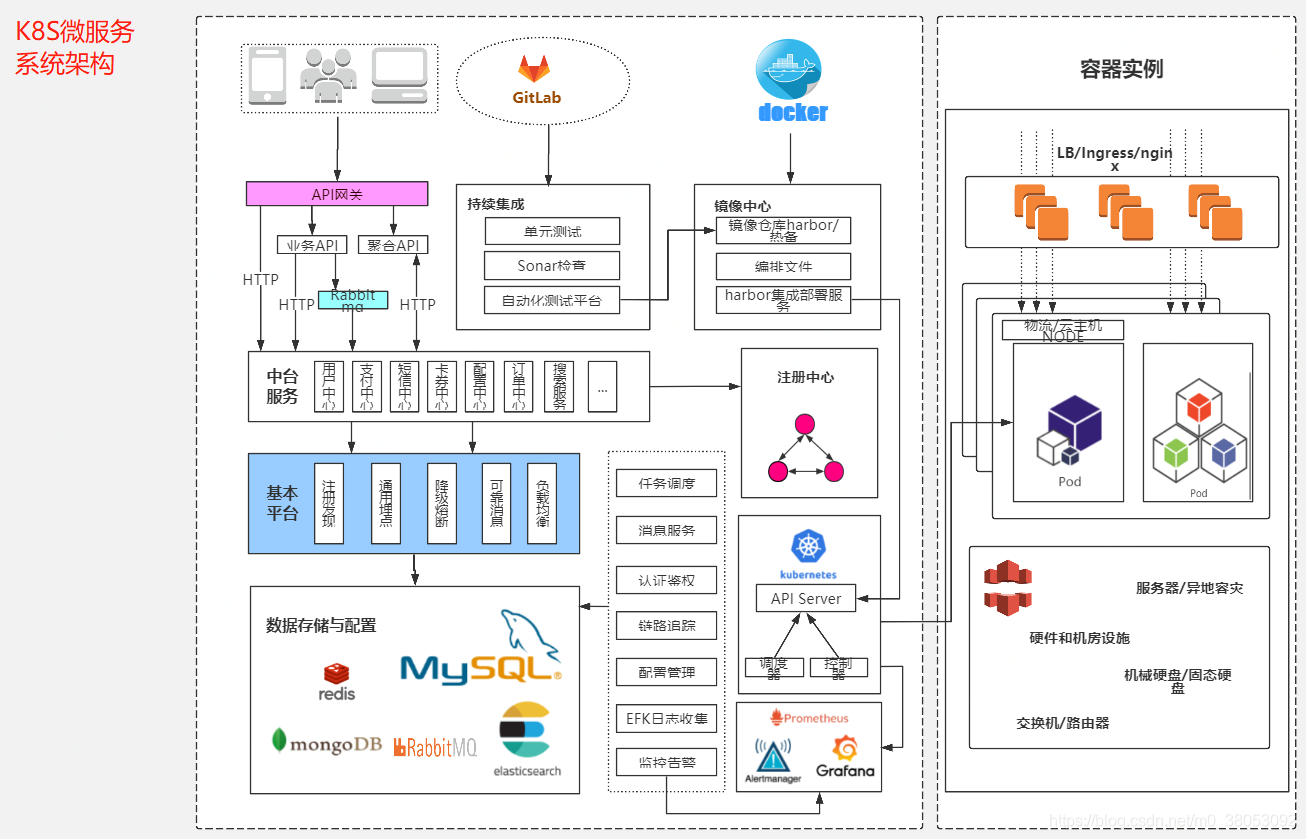 K8S微服务
系统架构
GitLab
docker
容器实例
API网关
业务API
聚合API
HTTP
HTTP
HTTP
Rabbit
mq
持续集成
单元测试
Sonar检查
自动化测试平台
镜像中心
镜像仓库harbor/
热备
编排文件
harbor集成部署服
务
LB/Ingress/ngin
x
物流/云主机
NODE
Pod
Pod
中台
服务
用户中心
支付中心
短信中心
卡券中心
配置中心
订单中心
搜索服务
...
注册中心
基本
平台
注册发现
通用埋点
降级熔断
可靠消息
负载均衡
任务调度
消息服务
认证鉴权
链路追踪
配置管理
EFK日志收集
监控告警
kubernetes
API Server
调度
器
控制
器
数据存储与配置
redis
MySQL®
mongoDB
RabbitMQ
elasticsearch
Prometheus
Alertmanager
Grafana
服务器/异地容灾
硬件和机房设施
机械硬盘/固态硬
盘
交换机/路由器
https://blog.csdn.net/m0_38053092